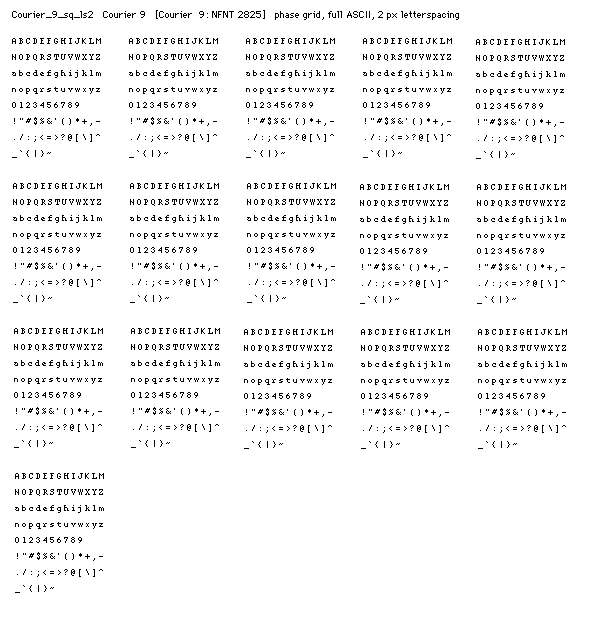 Courier_9_sq_ls2 Courier 9 [Courier 9: NFNT 2825] phase grid, full ASCII, 2 px letterspacing
ABCDEFGHIJKLM
NOPQRSTUVWXYZ
abcdefghijklm
nopqrstuvwxyz
0123456789
!"#$%&'()*+,-
./:;<=>?@[\]^
_`{|}~
ABCDEFGHIJKLM
NOPQRSTUVWXYZ
abcdefghijklm
nopqrstuvwxyz
0123456789
!"#$%&'()*+,-
./:;<=>?@[\]^
_`{|}~
ABCDEFGHIJKLM
NOPQRSTUVWXYZ
abcdefghijklm
nopqrstuvwxyz
0123456789
!"#$%&'()*+,-
./:;<=>?@[\]^
_`{|}~
ABCDEFGHIJKLM
NOPQRSTUVWXYZ
abcdefghijklm
nopqrstuvwxyz
0123456789
!"#$%&'()*+,-
./:;<=>?@[\]^
_`{|}~
ABCDEFGHIJKLM
NOPQRSTUVWXYZ
abcdefghijklm
nopqrstuvwxyz
0123456789
!"#$%&'()*+,-
./:;<=>?@[\]^
_`{|}~
ABCDEFGHIJKLM
NOPQRSTUVWXYZ
abcdefghijklm
nopqrstuvwxyz
0123456789
!"#$%&'()*+,-
./:;<=>?@[\]^
_`{|}~
ABCDEFGHIJKLM
NOPQRSTUVWXYZ
abcdefghijklm
nopqrstuvwxyz
0123456789
!"#$%&'()*+,-
./:;<=>?@[\]^
_`{|}~
ABCDEFGHIJKLM
NOPQRSTUVWXYZ
abcdefghijklm
nopqrstuvwxyz
0123456789
!"#$%&'()*+,-
./:;<=>?@[\]^
_`{|}~
ABCDEFGHIJKLM
NOPQRSTUVWXYZ
abcdefghijklm
nopqrstuvwxyz
0123456789
!"#$%&'()*+,-
./:;<=>?@[\]^
_`{|}~
ABCDEFGHIJKLM
NOPQRSTUVWXYZ
abcdefghijklm
nopqrstuvwxyz
0123456789
!"#$%&'()*+,-
./:;<=>?@[\]^
_`{|}~
ABCDEFGHIJKLM
NOPQRSTUVWXYZ
abcdefghijklm
nopqrstuvwxyz
0123456789
!"#$%&'()*+,-
./:;<=>?@[\]^
_`{|}~
ABCDEFGHIJKLM
NOPQRSTUVWXYZ
abcdefghijklm
nopqrstuvwxyz
0123456789
!"#$%&'()*+,-
./:;<=>?@[\]^
_`{|}~
ABCDEFGHIJKLM
NOPQRSTUVWXYZ
abcdefghijklm
nopqrstuvwxyz
0123456789
!"#$%&'()*+,-
./:;<=>?@[\]^
_`{|}~
ABCDEFGHIJKLM
NOPQRSTUVWXYZ
abcdefghijklm
nopqrstuvwxyz
0123456789
!"#$%&'()*+,-
./:;<=>?@[\]^
_`{|}~
ABCDEFGHIJKLM
NOPQRSTUVWXYZ
abcdefghijklm
nopqrstuvwxyz
0123456789
!"#$%&'()*+,-
./:;<=>?@[\]^
_`{|}~
ABCDEFGHIJKLM
NOPQRSTUVWXYZ
abcdefghijklm
nopqrstuvwxyz
0123456789
!"#$%&'()*+,-
./:;<=>?@[\]^
_`{|}~